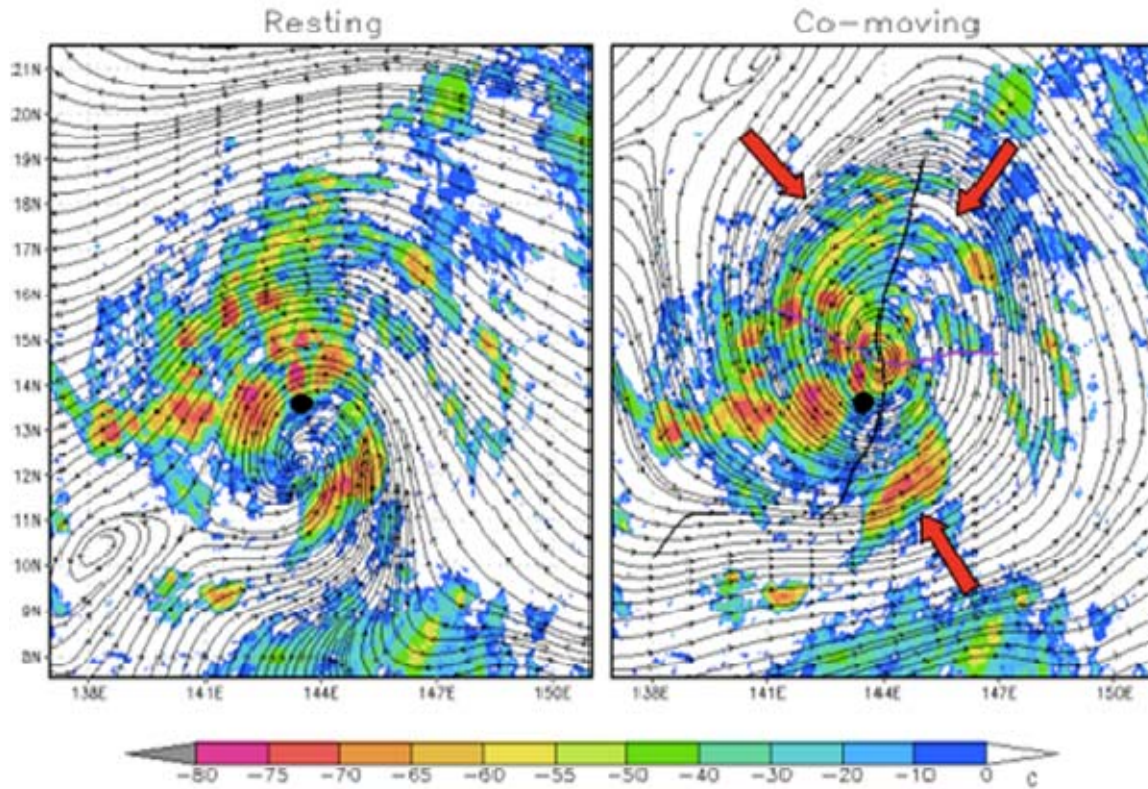 Resting Co-moving
21N
20N
19N
18N
17N
16N
15N
14N
13N
12N
11N
10N
9N
8N
138E 141E 144E 147E 150E 138E 141E 144E 147E 150E
-80 -75 -70 -65 -60 -55 -50 -40 -30 -20 -10 0 C